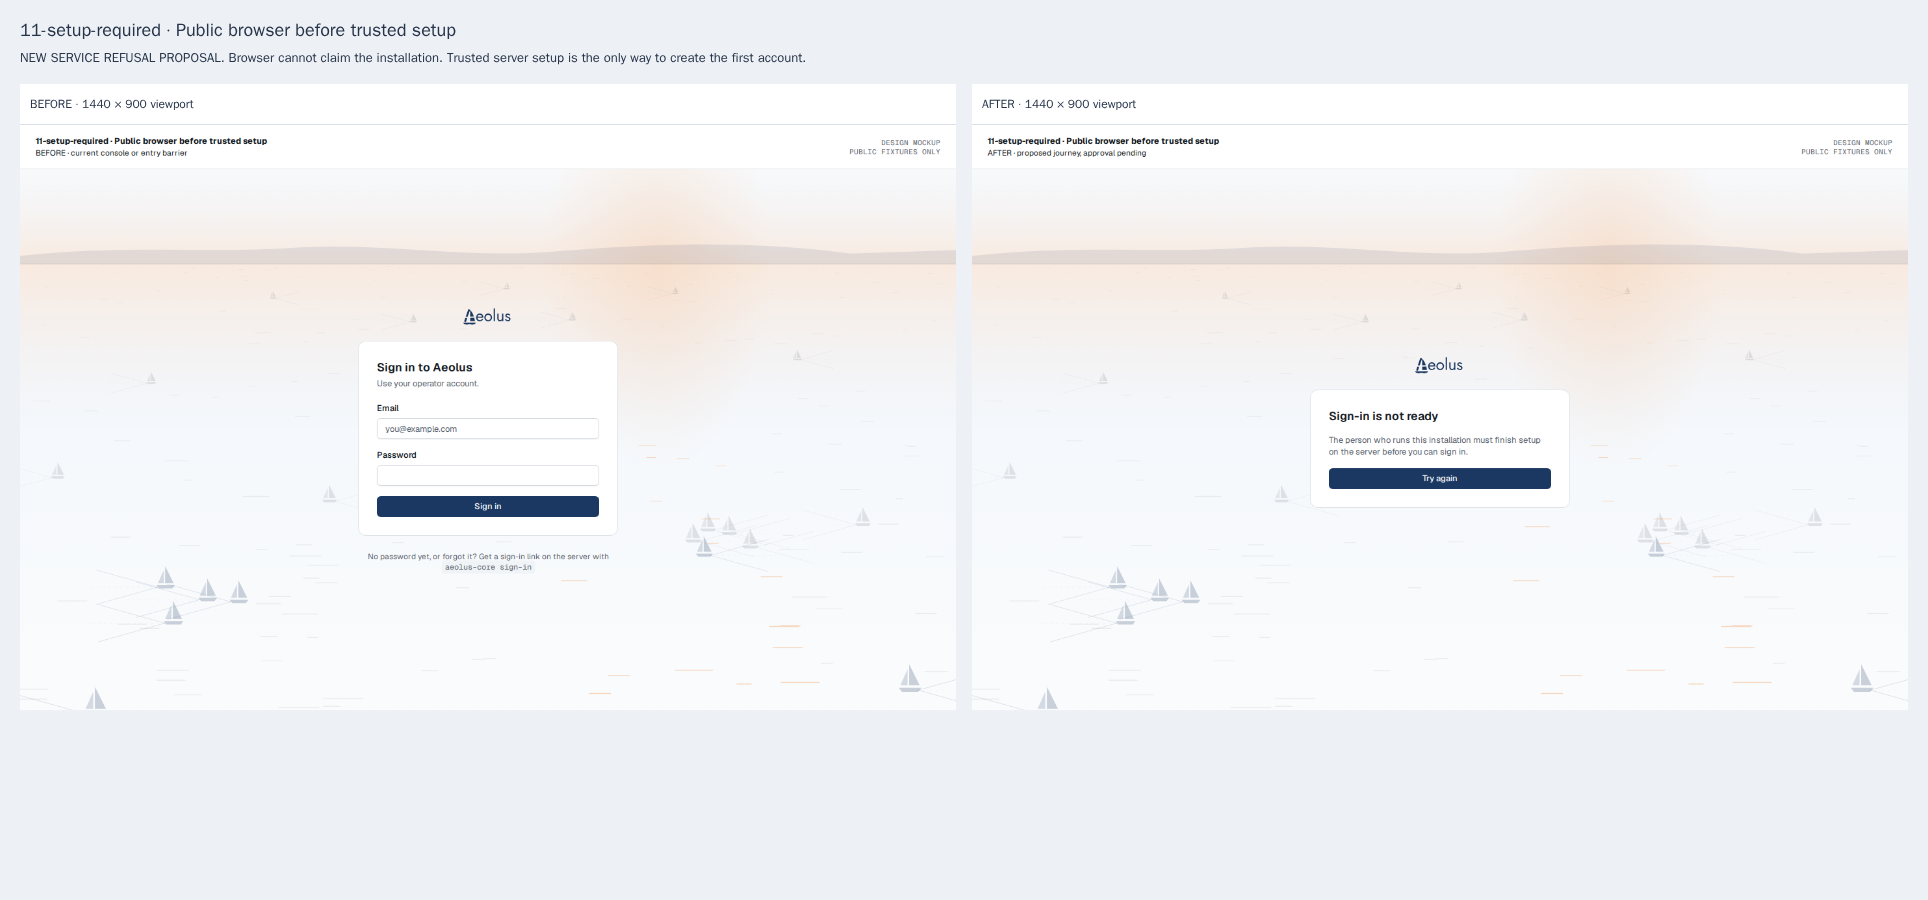 11-setup-required · Public browser before trusted setup
NEW SERVICE REFUSAL PROPOSAL. Browser cannot claim the installation. Trusted server setup is the only way to create the first account.
BEFORE · 1440 × 900 viewport
11-setup-required · Public browser before trusted setup
BEFORE · current console or entry barrier
DESIGN MOCKUP
PUBLIC FIXTURES ONLY
Aeolus
Sign in to Aeolus
Use your operator account.
Email
you@example.com
Password
Sign in
No password yet, or forgot it? Get a sign-in link on the server with
aeolus-core sign-in
AFTER · 1440 × 900 viewport
11-setup-required · Public browser before trusted setup
AFTER · proposed journey, approval pending
DESIGN MOCKUP
PUBLIC FIXTURES ONLY
Aeolus
Sign-in is not ready
The person who runs this installation must finish setup
on the server before you can sign in.
Try again